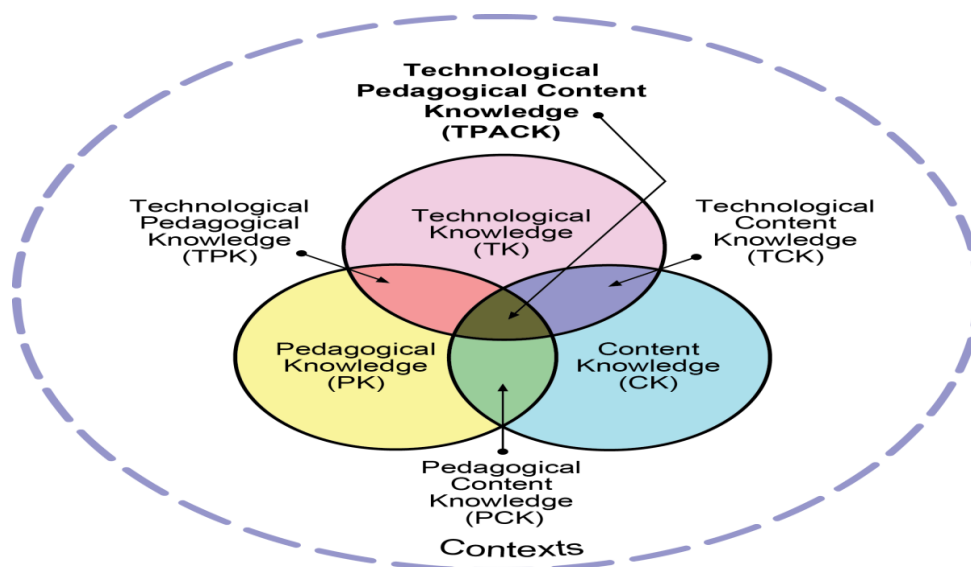 Technological
Pedagogical Content
Knowledge
(TPACK)
Technological
Pedagogical
Knowledge
(TPK)
Technological
Knowledge
(TK)
Technological
Content
Knowledge
(TCK)
Pedagogical
Knowledge
(PK)
Content
Knowledge
(CK)
Pedagogical
Content
Knowledge
(PCK)
Contexts